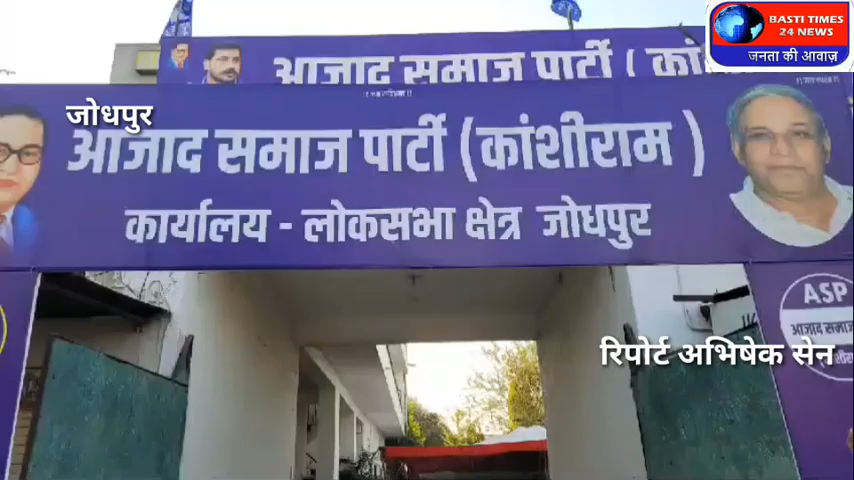 BASTI TIMES
24 NEWS
जनता की आवाज़
आजाद समाज पार्टी ( कां
जोधपुर
आजाद समाज पार्टी (कांशीराम)
कार्यालय - लोकसभा क्षेत्र जोधपुर
ASP
आजाद समाज
रिपोर्ट अभिषेक सेन